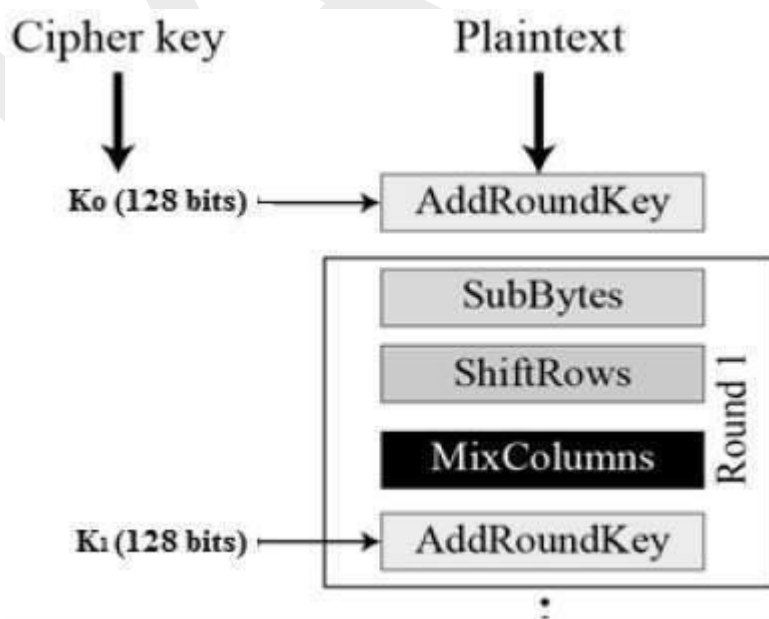 Cipher key
Plaintext
K0 (128 bits)
AddRoundKey
SubBytes
ShiftRows
MixColumns
Round 1
K1 (128 bits)
AddRoundKey